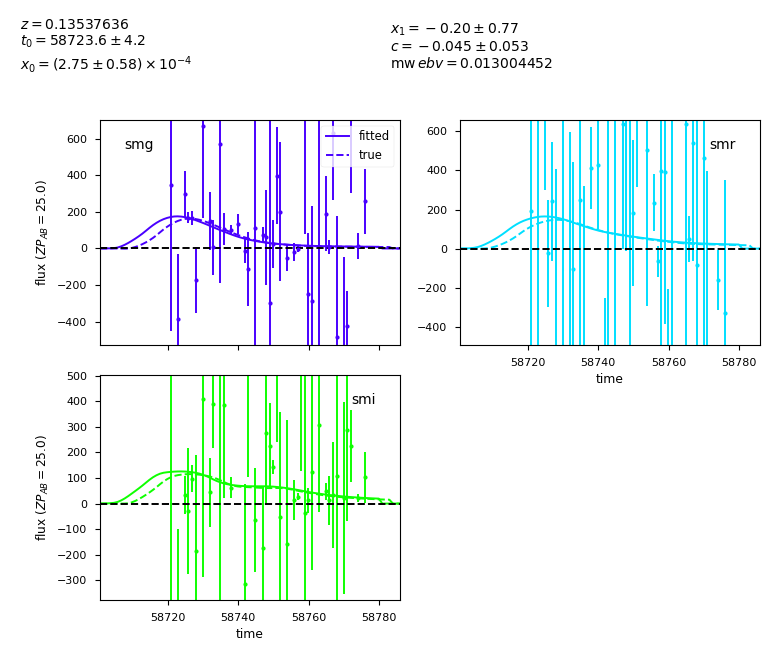 z = 0.13537636
t₀ = 58723.6 ± 4.2
x₀ = (2.75 ± 0.58) × 10⁻⁴
x₁ = −0.20 ± 0.77
c = −0.045 ± 0.053
mw ebv = 0.013004452
smg
fitted
true
600
400
200
0
−200
−400
flux (ZP_AB = 25.0)
smr
600
400
200
0
−200
−400
58720 58740 58760 58780
time
smi
500
400
300
200
100
0
−100
−200
−300
flux (ZP_AB = 25.0)
58720 58740 58760 58780
time